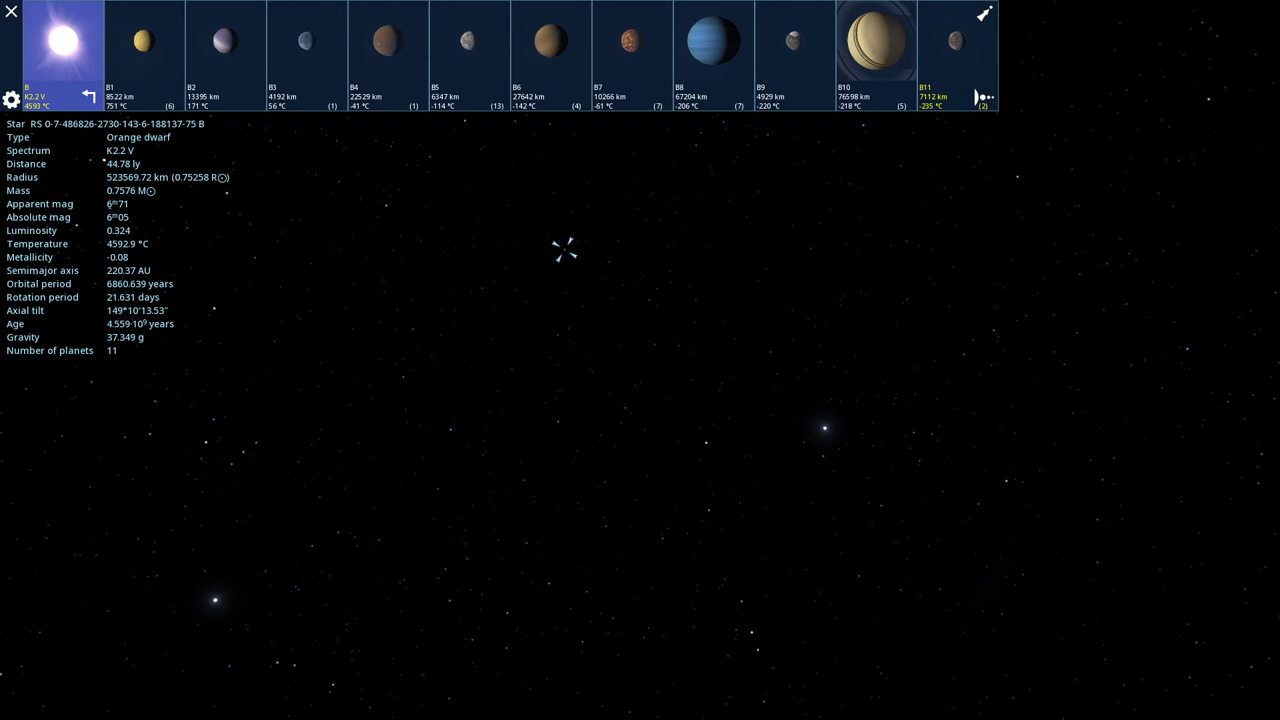 B
K2.2 V
4593 °C
B1
8522 km
751 °C (6)
B2
13395 km
171 °C
B3
4192 km
56 °C (1)
B4
22529 km
-41 °C (1)
B5
6347 km
-114 °C (13)
B6
27642 km
-142 °C (4)
B7
10266 km
-61 °C (7)
B8
67204 km
-206 °C (7)
B9
4929 km
-220 °C
B10
76598 km
-218 °C (5)
B11
7112 km
-235 °C (2)
Star RS 0-7-486826-2730-143-6-188137-75 B
Type Orange dwarf
Spectrum K2.2 V
Distance 44.78 ly
Radius 523569.72 km (0.75258 R☉)
Mass 0.7576 M☉
Apparent mag 6ᵐ71
Absolute mag 6ᵐ05
Luminosity 0.324
Temperature 4592.9 °C
Metallicity -0.08
Semimajor axis 220.37 AU
Orbital period 6860.639 years
Rotation period 21.631 days
Axial tilt 149°10'13.53"
Age 4.559·10⁹ years
Gravity 37.349 g
Number of planets 11